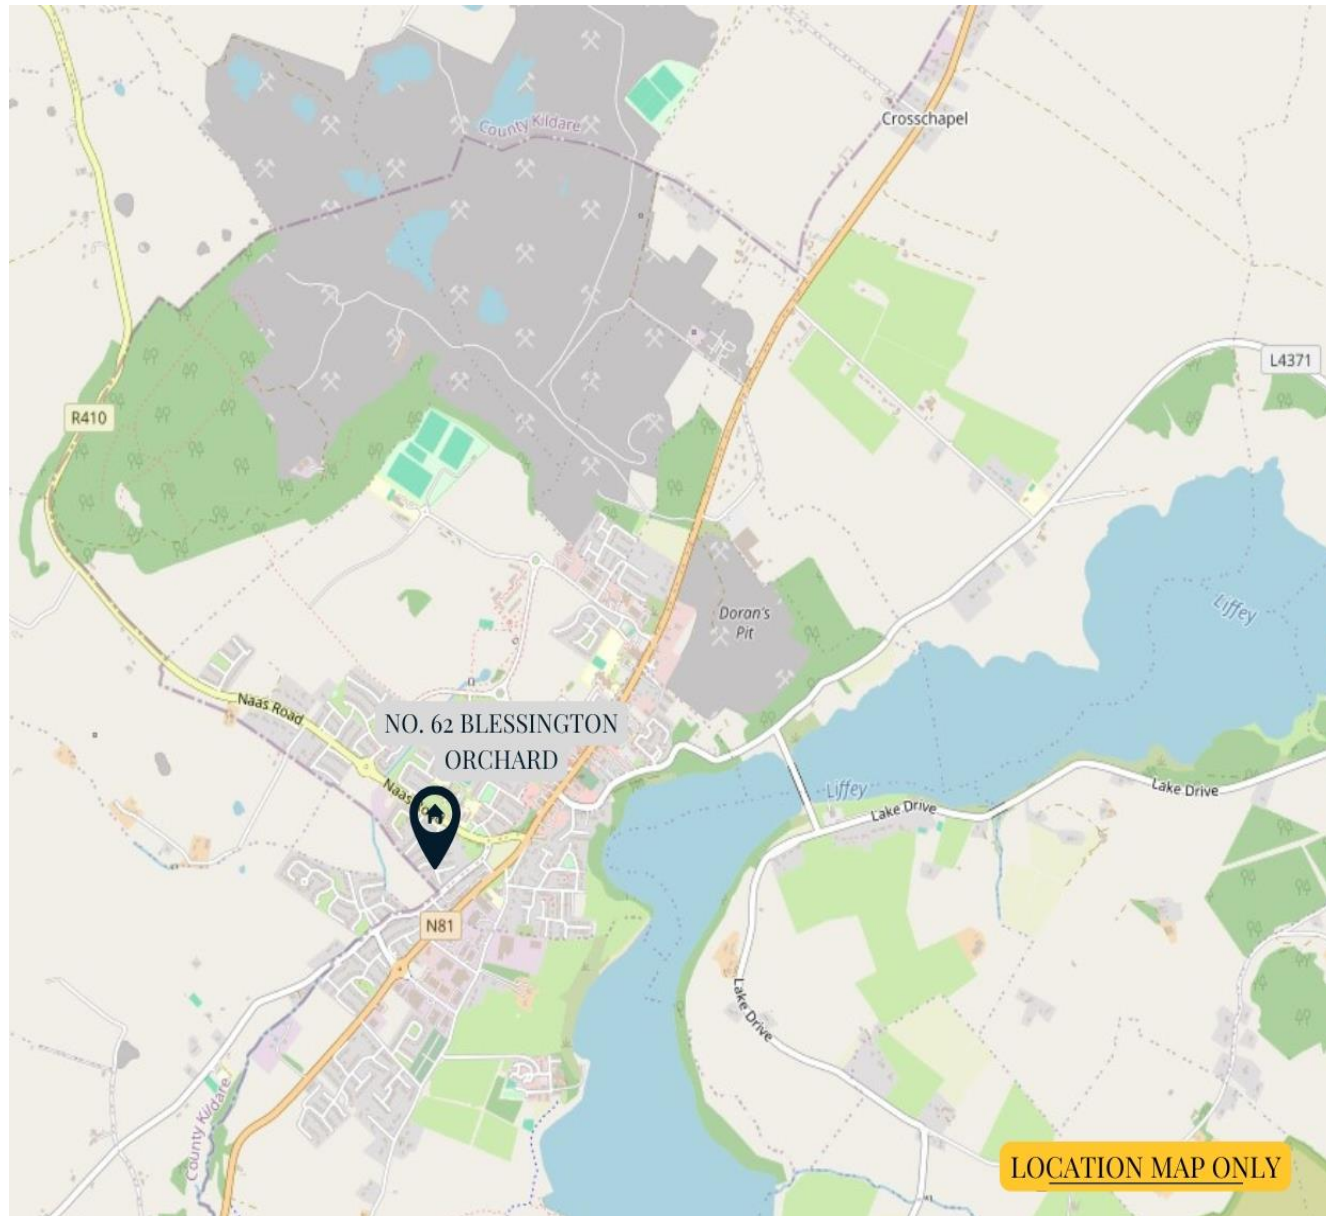 County Kildare
Crosschapel
L4371
R410
Doran's
Pit
Liffey
Naas Road
NO. 62 BLESSINGTON
ORCHARD
Liffey
Lake Drive
Lake Drive
Naas
N81
Lake Drive
County Kildare
LOCATION MAP ONLY